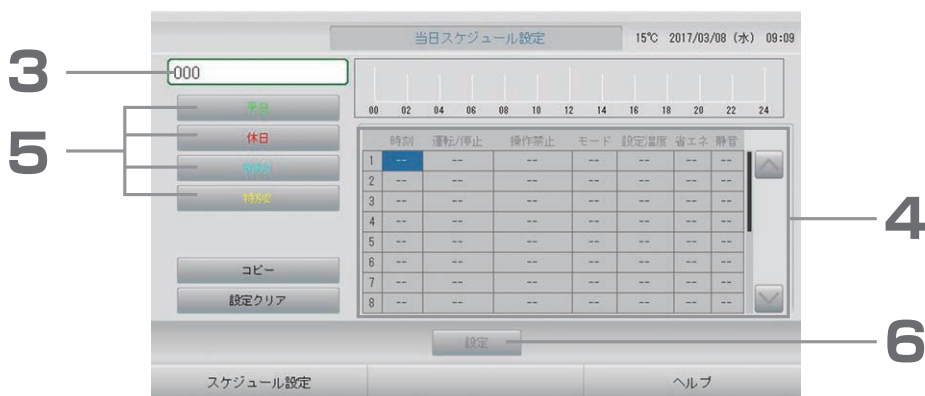 当日スケジュール設定 15℃ 2017/03/08 (水) 09:09
3
000
00 02 04 06 08 10 12 14 16 18 20 22 24
5
平日
休日
特別1
特別2
時刻 運転/停止 操作禁止 モード 設定温度 省エネ 静音
1 -- -- -- -- -- -- --
2 -- -- -- -- -- -- --
3 -- -- -- -- -- -- --
4 -- -- -- -- -- -- --
5 -- -- -- -- -- -- --
6 -- -- -- -- -- -- --
7 -- -- -- -- -- -- --
8 -- -- -- -- -- -- --
4
コピー
設定クリア
設定
6
スケジュール設定 ヘルプ